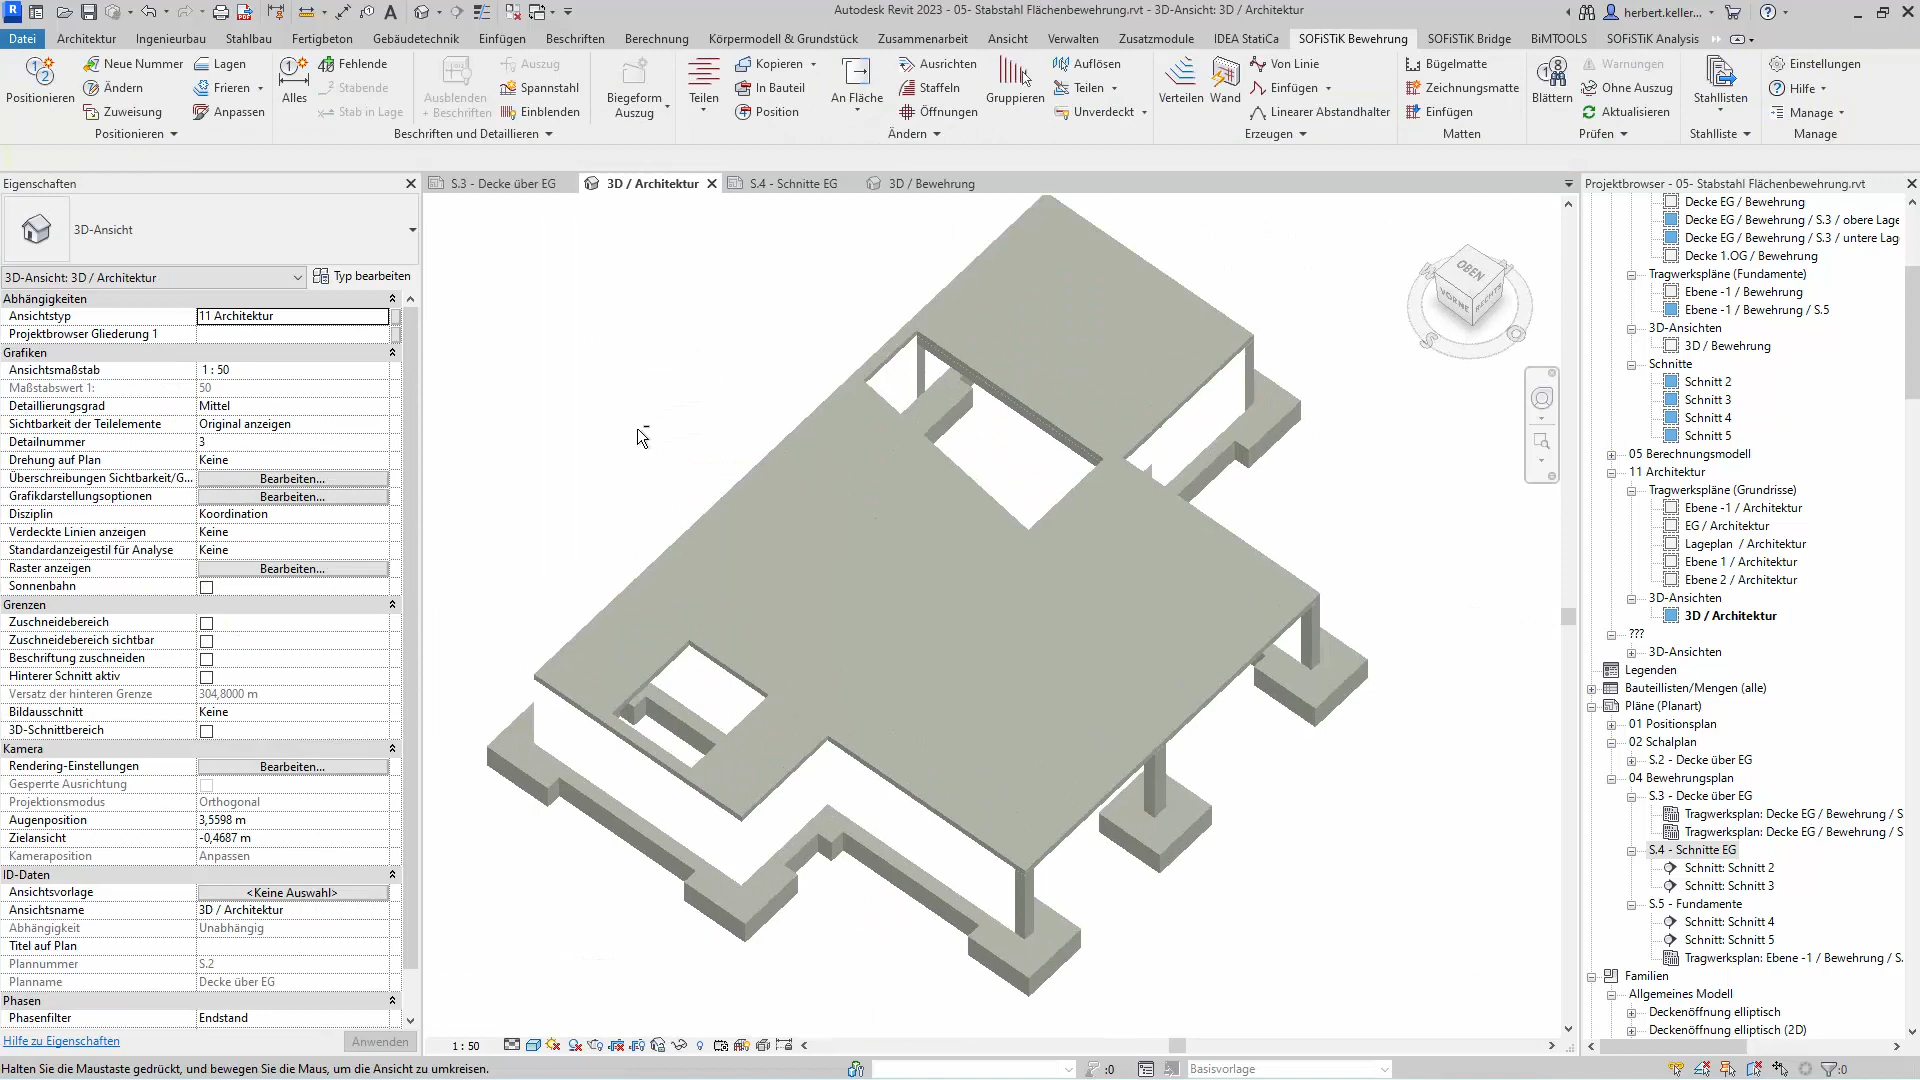 Autodesk Revit 2023 - 05- Stabstahl Flächenbewehrung.rvt - 3D-Ansicht: 3D / Architektur
herbert.keller...
Datei Architektur Ingenieurbau Stahlbau Fertigbeton Gebäudetechnik Einfügen Beschriften Berechnung Körpermodell & Grundstück Zusammenarbeit Ansicht Verwalten Zusatzmodule IDEA StatiCa SOFiSTiK Bewehrung SOFiSTiK Bridge BiMTOOLS SOFiSTiK Analysis
Positionieren
Neue Nummer
Ändern
Zuweisung
Lagen
Frieren
Anpassen
Positionieren
Alles
Fehlende
Stabende
Stab in Lage
Ausblenden
+ Beschriften
Auszug
Spannstahl
Einblenden
Beschriften und Detaillieren
Biegeform
Auszug
Teilen
Kopieren
In Bauteil
Position
An Fläche
Ausrichten
Staffeln
Öffnungen
Gruppieren
Auflösen
Teilen
Unverdeckt
Ändern
Verteilen
Wand
Von Linie
Einfügen
Linearer Abstandhalter
Erzeugen
Bügelmatte
Zeichnungsmatte
Einfügen
Matten
Blättern
Warnungen
Ohne Auszug
Aktualisieren
Prüfen
Stahllisten
Stahlliste
Einstellungen
Hilfe
Manage
Manage
Eigenschaften
3D-Ansicht
3D-Ansicht: 3D / Architektur Typ bearbeiten
Abhängigkeiten
Ansichtstyp 11 Architektur
Projektbrowser Gliederung 1
Grafiken
Ansichtsmaßstab 1 : 50
Maßstabswert 1: 50
Detaillierungsgrad Mittel
Sichtbarkeit der Teilelemente Original anzeigen
Detailnummer 3
Drehung auf Plan Keine
Überschreibungen Sichtbarkeit/G... Bearbeiten...
Grafikdarstellungsoptionen Bearbeiten...
Disziplin Koordination
Verdeckte Linien anzeigen Keine
Standardanzeigestil für Analyse Keine
Raster anzeigen Bearbeiten...
Sonnenbahn
Grenzen
Zuschneidebereich
Zuschneidebereich sichtbar
Beschriftung zuschneiden
Hinterer Schnitt aktiv
Versatz der hinteren Grenze 304,8000 m
Bildausschnitt Keine
3D-Schnittbereich
Kamera
Rendering-Einstellungen Bearbeiten...
Gesperte Ausrichtung
Projektionsmodus Orthogonal
Augenposition 3,5598 m
Zielansicht -0,4687 m
Kameraposition Anpassen
ID-Daten
Ansichtsvorlage <Keine Auswahl>
Ansichtsname 3D / Architektur
Abhängigkeit Unabhängig
Titel auf Plan
Plannummer S.2
Planname Decke über EG
Phasen
Phasenfilter Endstand
Hilfe zu Eigenschaften Anwenden
S.3 - Decke über EG 3D / Architektur S.4 - Schnitte EG 3D / Bewehrung
OBEN
VORNE
RECHTS
1 : 50
Projektbrowser - 05- Stabstahl Flächenbewehrung.rvt
Decke EG / Bewehrung
Decke EG / Bewehrung / S.3 / obere Lage
Decke EG / Bewehrung / S.3 / untere Lag
Decke 1.OG / Bewehrung
Tragwerkspläne (Fundamente)
Ebene -1 / Bewehrung
Ebene -1 / Bewehrung / S.5
3D-Ansichten
3D / Bewehrung
Schnitte
Schnitt 2
Schnitt 3
Schnitt 4
Schnitt 5
05 Berechnungsmodell
11 Architektur
Tragwerkspläne (Grundrisse)
Ebene -1 / Architektur
EG / Architektur
Lageplan / Architektur
Ebene 1 / Architektur
Ebene 2 / Architektur
3D-Ansichten
3D / Architektur
???
3D-Ansichten
Legenden
Bauteillisten/Mengen (alle)
Pläne (Planart)
01 Positionsplan
02 Schalplan
S.2 - Decke über EG
04 Bewehrungsplan
S.3 - Decke über EG
Tragwerksplan: Decke EG / Bewehrung / S
Tragwerksplan: Decke EG / Bewehrung / S
S.4 - Schnitte EG
Schnitt: Schnitt 2
Schnitt: Schnitt 3
S.5 - Fundamente
Schnitt: Schnitt 4
Schnitt: Schnitt 5
Tragwerksplan: Ebene -1 / Bewehrung / S.
Familien
Allgemeines Modell
Deckenöffnung elliptisch
Deckenöffnung elliptisch (2D)
Halten Sie die Maustaste gedrückt, und bewegen Sie die Maus, um die Ansicht zu umkreisen.
:0
Basisvorlage
:0